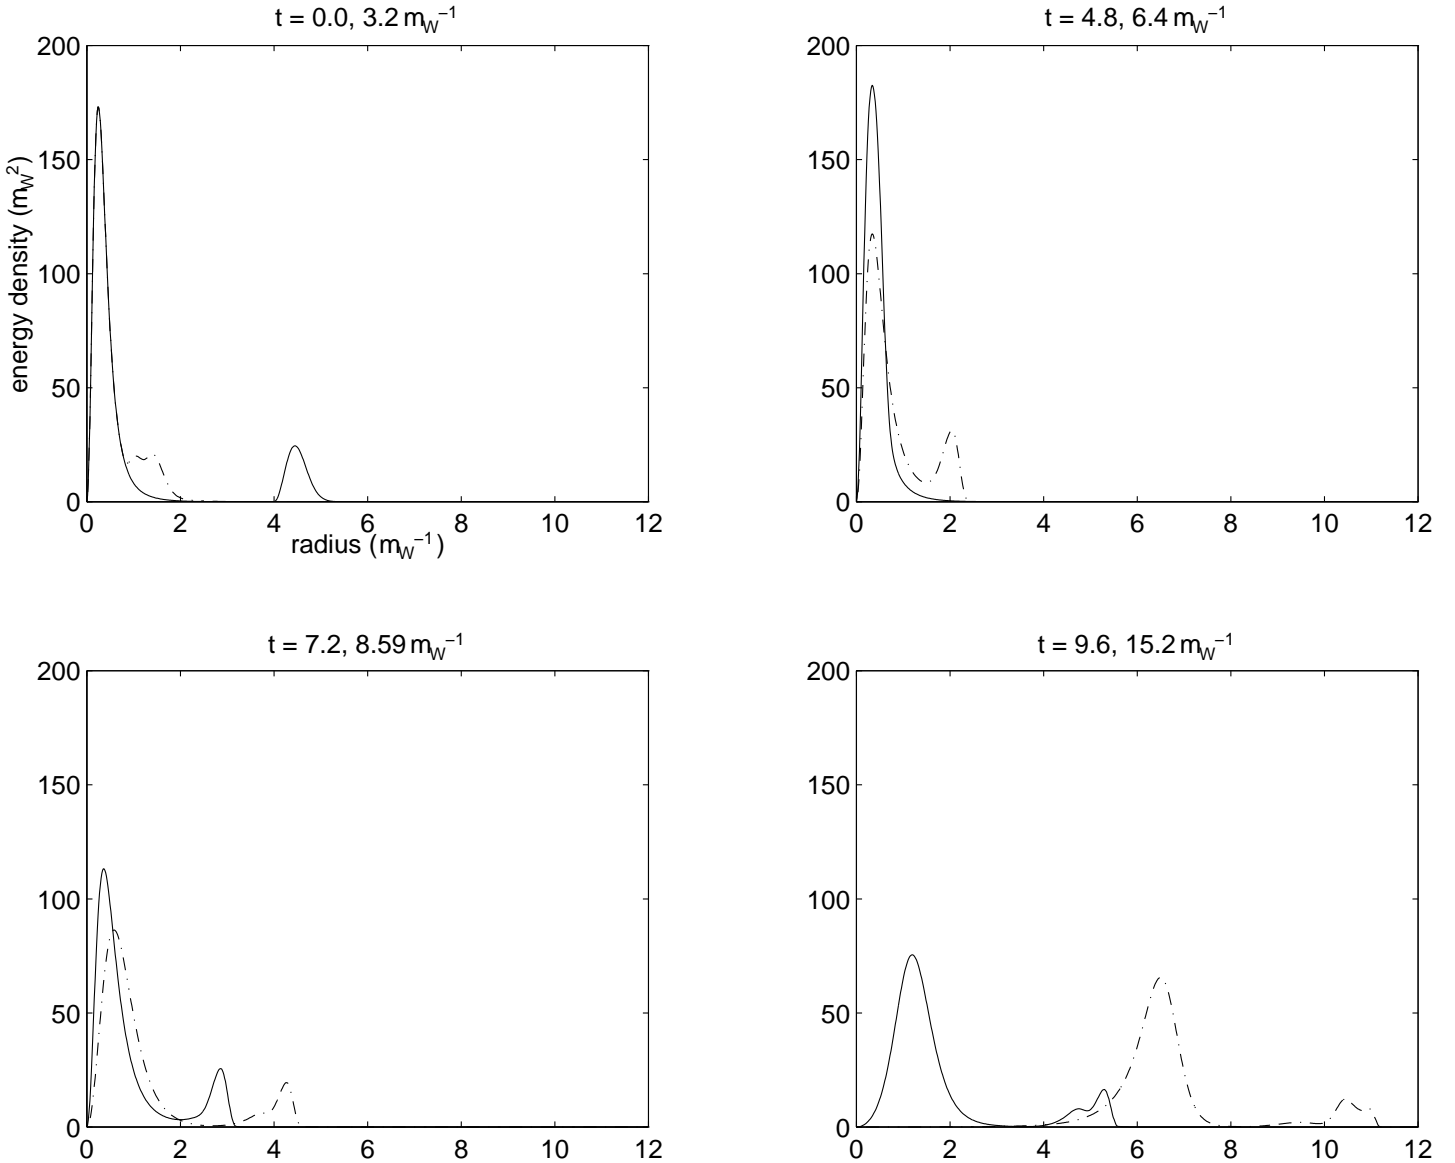 t = 0.0, 3.2 m_W^−1
200
150
100
50
0
energy density (m_W^2)
0 2 4 6 8 10 12
radius (m_W^−1)
t = 4.8, 6.4 m_W^−1
200
150
100
50
0
0 2 4 6 8 10 12
t = 7.2, 8.59 m_W^−1
200
150
100
50
0
0 2 4 6 8 10 12
t = 9.6, 15.2 m_W^−1
200
150
100
50
0
0 2 4 6 8 10 12